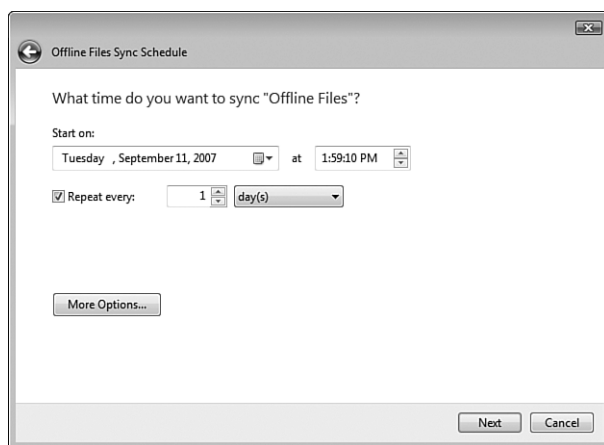 Offline Files Sync Schedule
What time do you want to sync "Offline Files"?
Start on:
Tuesday , September 11, 2007 at 1:59:10 PM
Repeat every: 1 day(s)
More Options...
Next Cancel